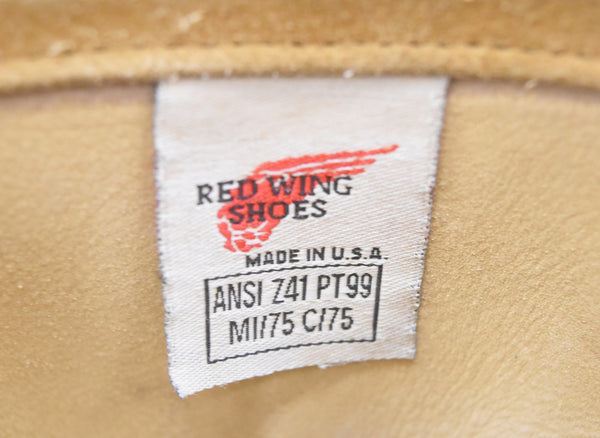 RED WING
SHOES
MADE IN U.S.A.
ANSI Z41 PT99
MI/75 C/75